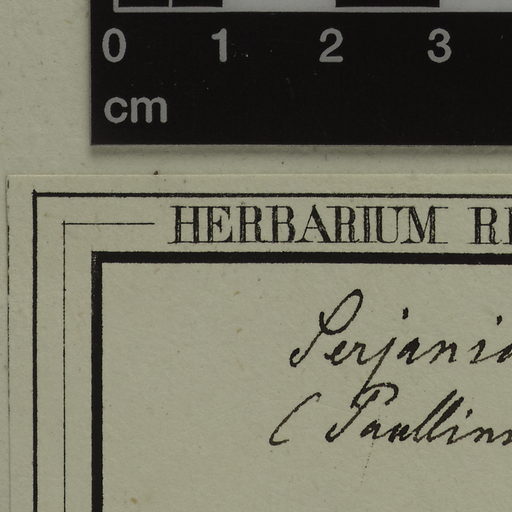 0 1 2 3
cm
HERBARIUM
Serjania
( Paullin